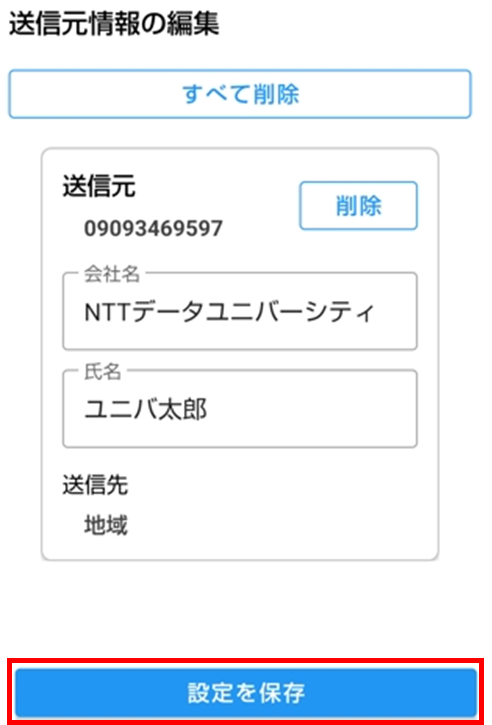 送信元情報の編集
すべて削除
送信元
削除
09093469597
会社名
NTTデータユニバーシティ
氏名
ユニバ太郎
送信先
地域
設定を保存